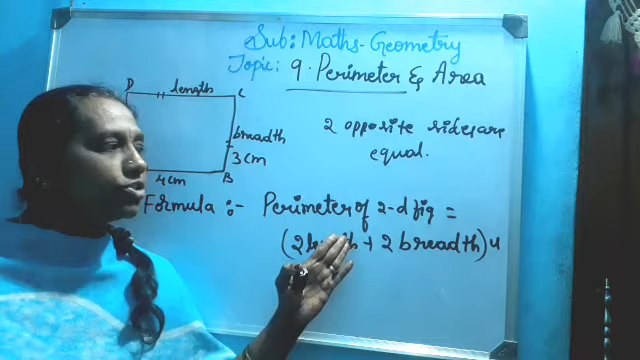 Sub: Maths-Geometry
Topic: 9. Perimeter & Area
D length C
breadth
3cm
4cm B
2 opposite sides are
equal.
Formula :- Perimeter of 2-d fig =
(2 + 2 breadth) 4